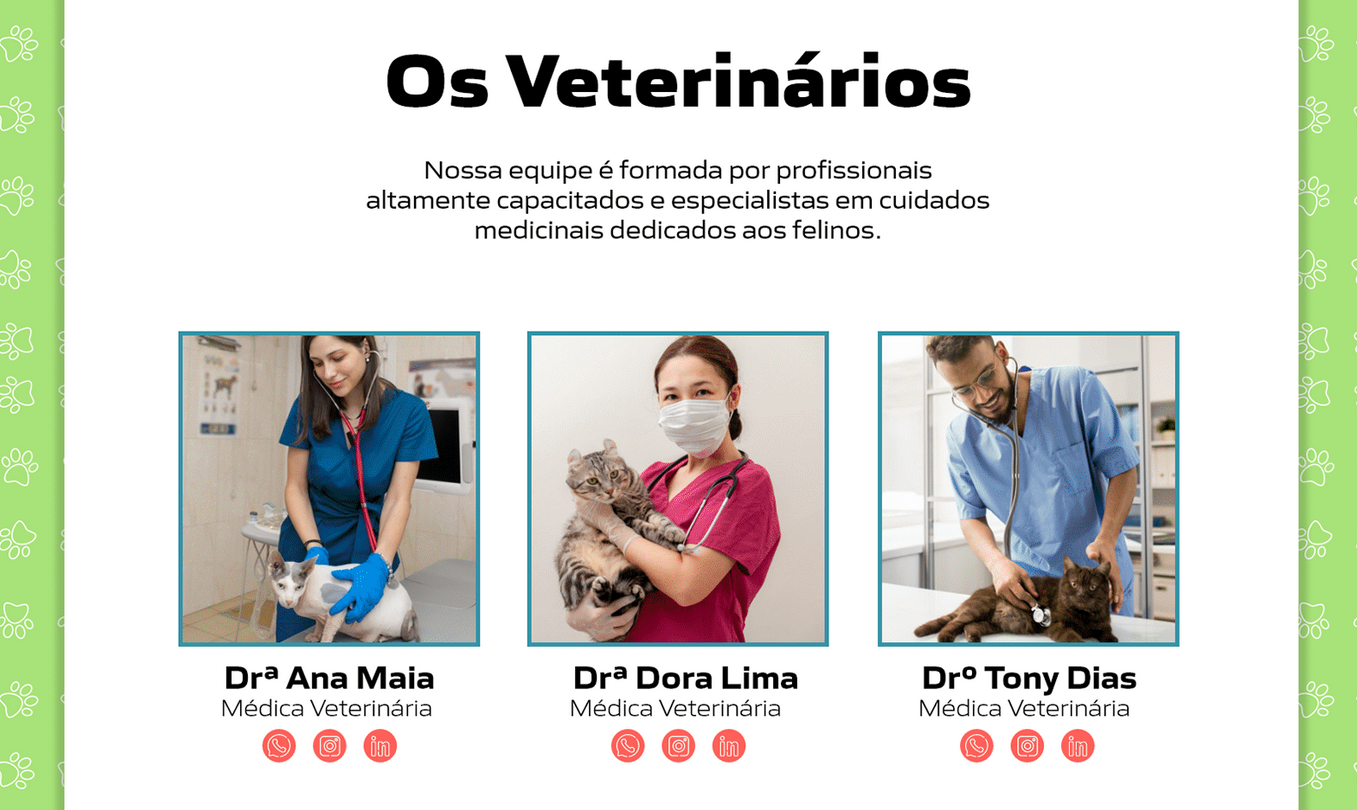 Os Veterinários
Nossa equipe é formada por profissionais
altamente capacitados e especialistas em cuidados
medicinais dedicados aos felinos.
Drª Ana Maia
Médica Veterinária
Drª Dora Lima
Médica Veterinária
Drº Tony Dias
Médica Veterinária